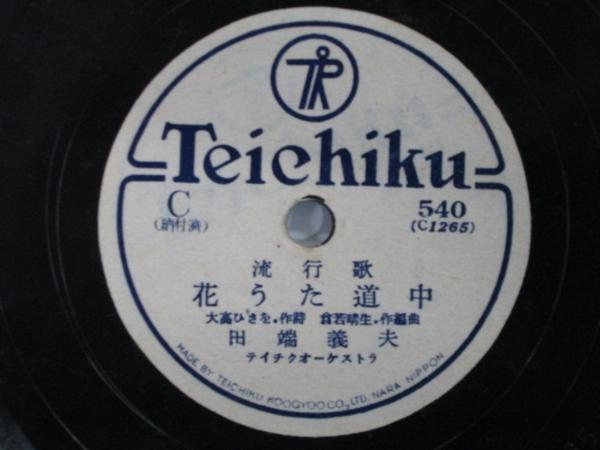 TR
Teichiku
C
(納付済)
540
(C1265)
流行歌
花うた道中
大高ひさを・作詩 倉若晴生・作編曲
田端義夫
テイチクオーケストラ
MADE BY TEICHIKU KOOGYOO CO., LTD. NARA NIPPON